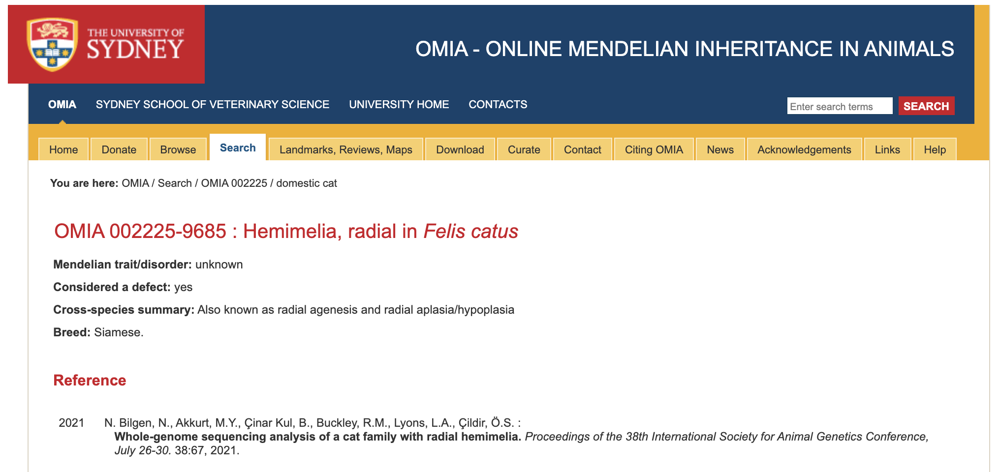 THE UNIVERSITY OF
SYDNEY
OMIA - ONLINE MENDELIAN INHERITANCE IN ANIMALS
OMIA SYDNEY SCHOOL OF VETERINARY SCIENCE UNIVERSITY HOME CONTACTS Enter search terms SEARCH
Home Donate Browse Search Landmarks, Reviews, Maps Download Curate Contact Citing OMIA News Acknowledgements Links Help
You are here: OMIA / Search / OMIA 002225 / domestic cat
OMIA 002225-9685 : Hemimelia, radial in Felis catus
Mendelian trait/disorder: unknown
Considered a defect: yes
Cross-species summary: Also known as radial agenesis and radial aplasia/hypoplasia
Breed: Siamese.
Reference
2021 N. Bilgen, N., Akkurt, M.Y., Çinar Kul, B., Buckley, R.M., Lyons, L.A., Çildir, Ö.S. :
Whole-genome sequencing analysis of a cat family with radial hemimelia. Proceedings of the 38th International Society for Animal Genetics Conference,
July 26-30. 38:67, 2021.